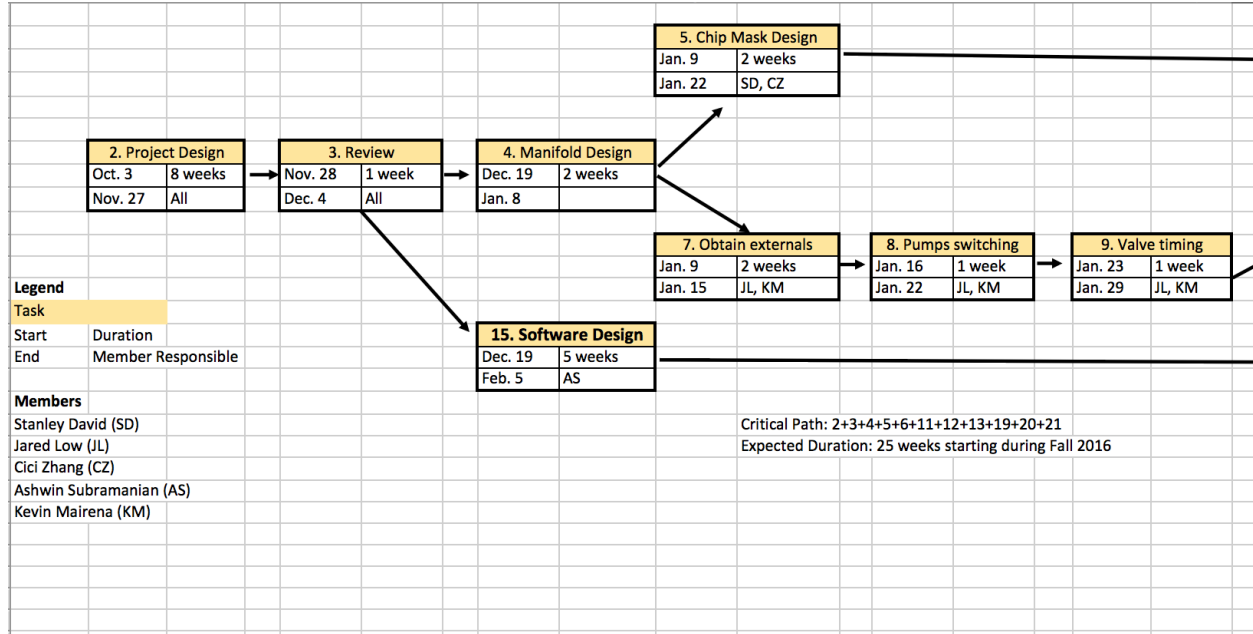 5. Chip Mask Design
Jan. 9 2 weeks
Jan. 22 SD, CZ
2. Project Design
Oct. 3 8 weeks
Nov. 27 All
3. Review
Nov. 28 1 week
Dec. 4 All
4. Manifold Design
Dec. 19 2 weeks
Jan. 8
7. Obtain externals
Jan. 9 2 weeks
Jan. 15 JL, KM
8. Pumps switching
Jan. 16 1 week
Jan. 22 JL, KM
9. Valve timing
Jan. 23 1 week
Jan. 29 JL, KM
15. Software Design
Dec. 19 5 weeks
Feb. 5 AS
Legend
Task
Start Duration
End Member Responsible
Members
Stanley David (SD)
Jared Low (JL)
Cici Zhang (CZ)
Ashwin Subramanian (AS)
Kevin Mairena (KM)
Critical Path: 2+3+4+5+6+11+12+13+19+20+21
Expected Duration: 25 weeks starting during Fall 2016